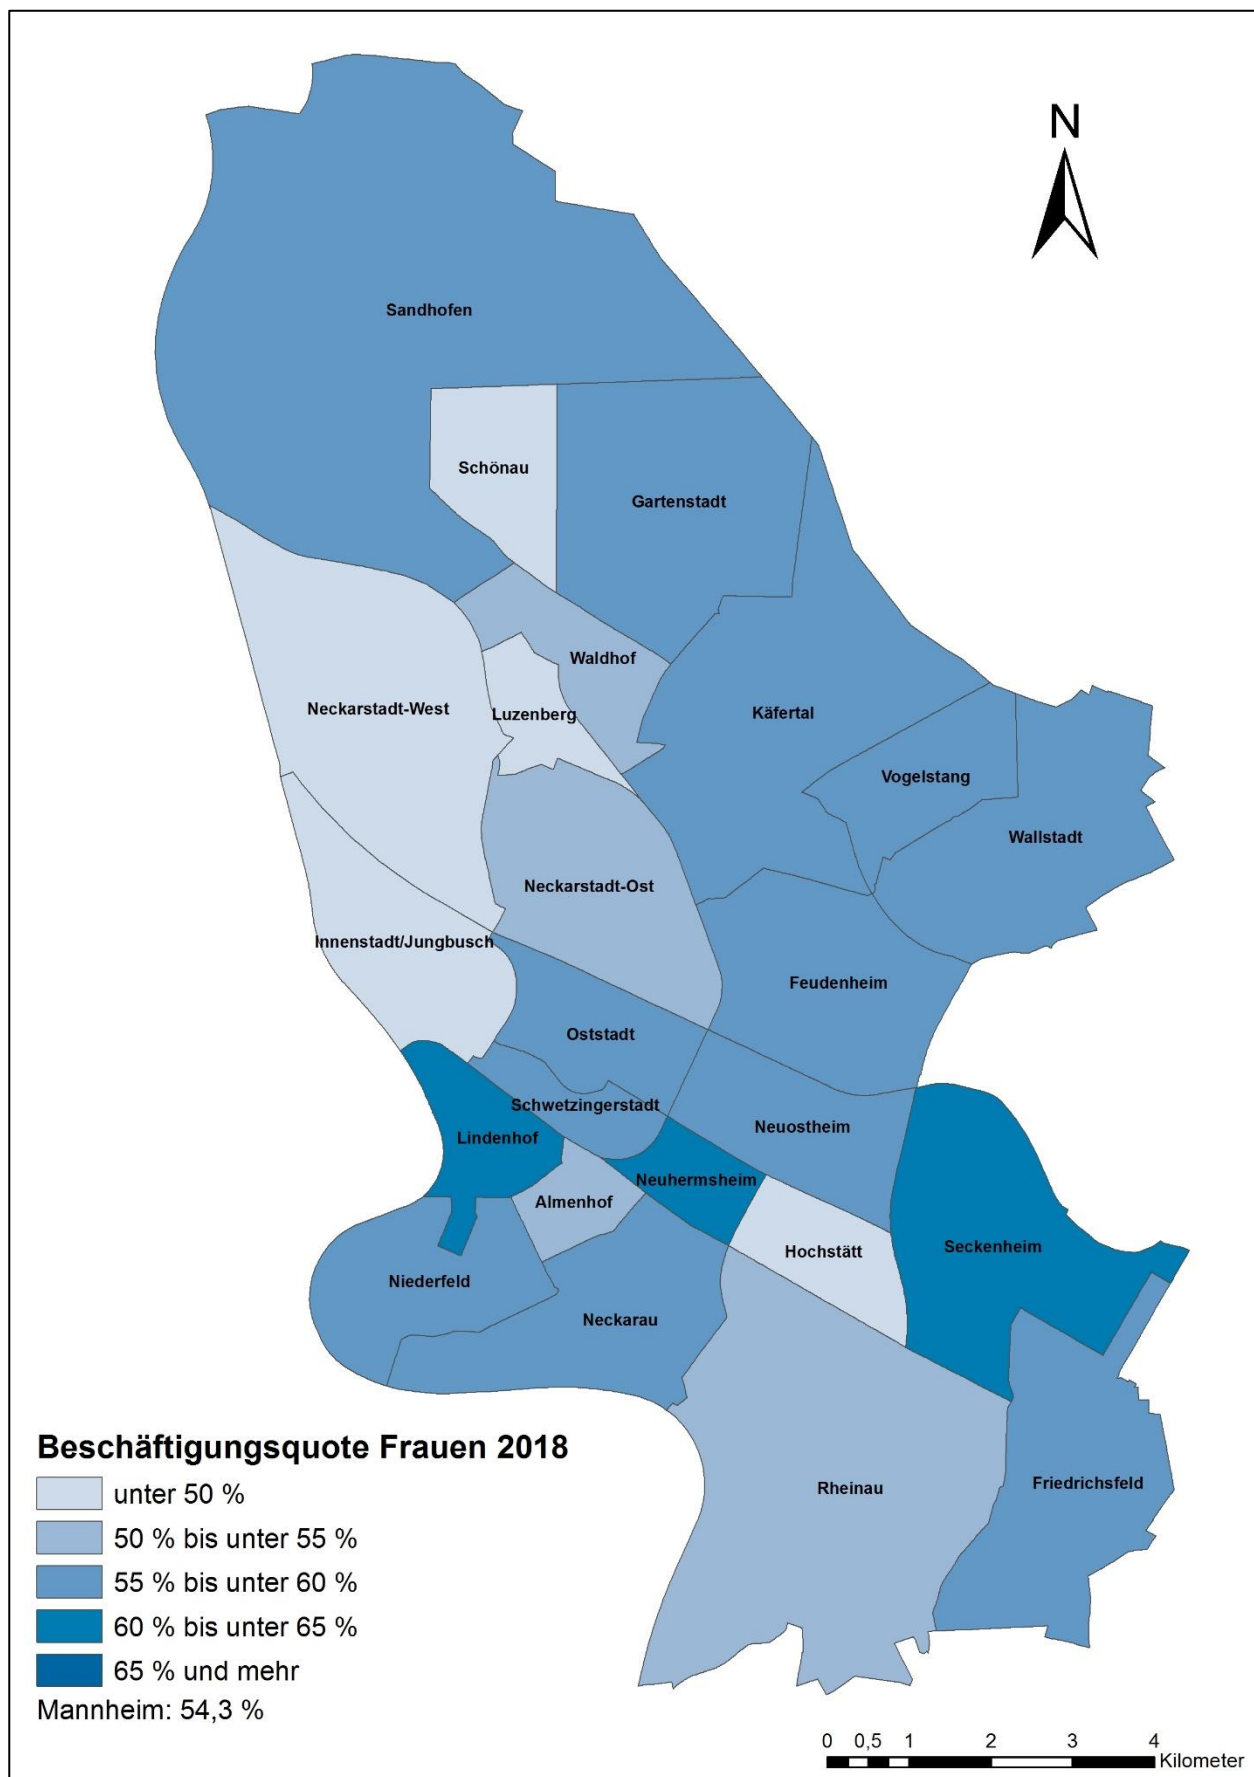 N
Sandhofen
Schönau
Gartenstadt
Waldhof
Neckarstadt-West
Luzenberg
Käfertal
Vogelstang
Wallstadt
Neckarstadt-Ost
Innenstadt/Jungbusch
Feudenheim
Oststadt
Schwetzingerstadt
Neuostheim
Lindenhof
Neuhermsheim
Almenhof
Hochstätt
Seckenheim
Niederfeld
Neckarau
Rheinau
Friedrichsfeld
Beschäftigungsquote Frauen 2018
unter 50 %
50 % bis unter 55 %
55 % bis unter 60 %
60 % bis unter 65 %
65 % und mehr
Mannheim: 54,3 %
0 0,5 1 2 3 4
Kilometer